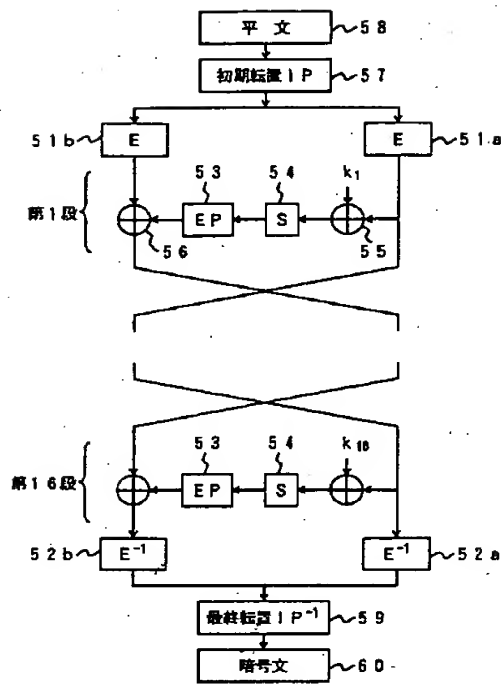 平文 58
初期転置IP 57
51b E E 51a
第1段 53 54 k1
EP S
56 55
第16段 53 54 k16
EP S
52b E⁻¹ E⁻¹ 52a
最終転置IP⁻¹ 59
暗号文 60